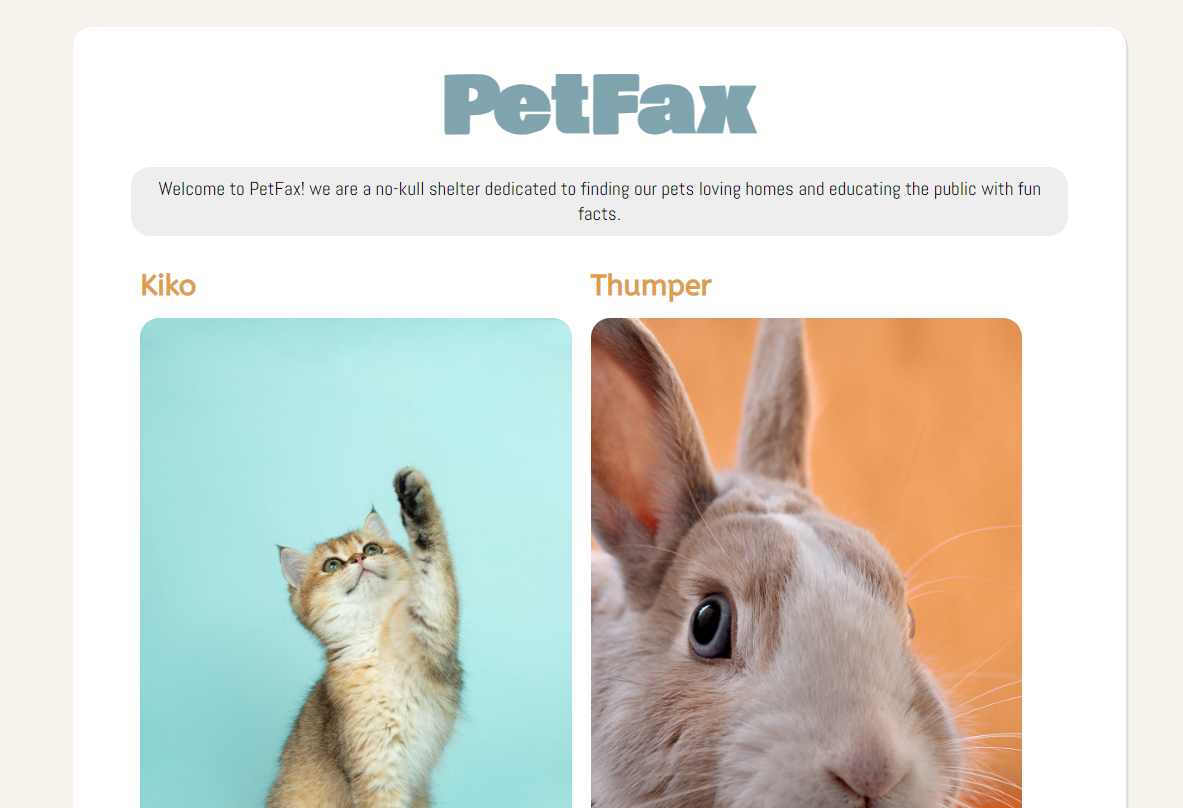 PetFax
Welcome to PetFax! we are a no-kull shelter dedicated to finding our pets loving homes and educating the public with fun
facts.
Kiko
Thumper